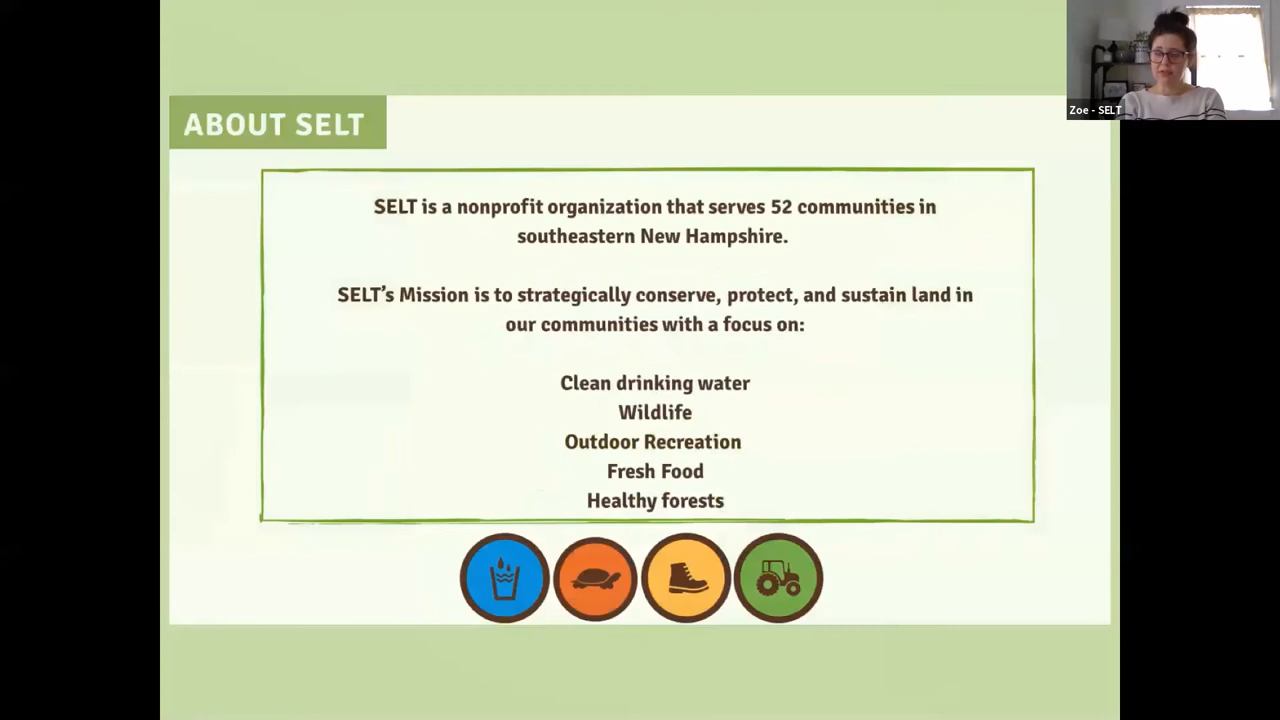 ABOUT SELT
Zoe - SELT
SELT is a nonprofit organization that serves 52 communities in
southeastern New Hampshire.
SELT’s Mission is to strategically conserve, protect, and sustain land in
our communities with a focus on:
Clean drinking water
Wildlife
Outdoor Recreation
Fresh Food
Healthy forests